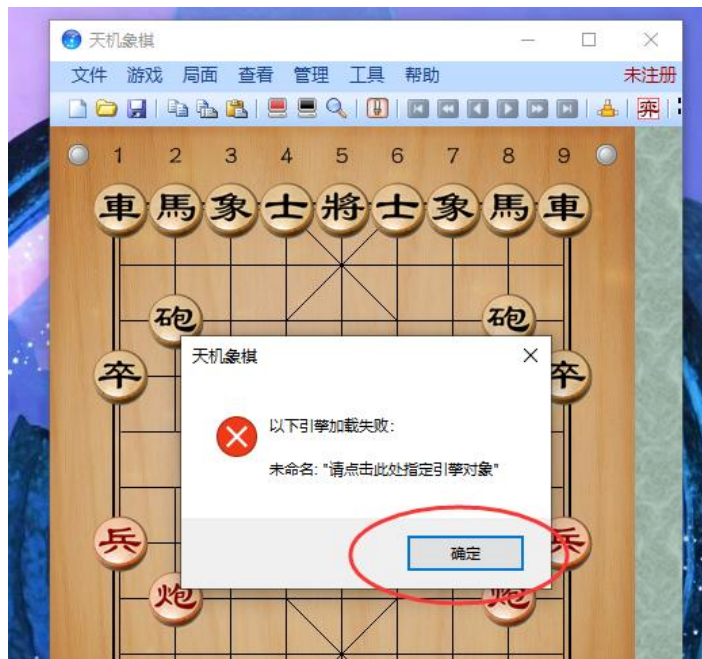 天机象棋
文件 游戏 局面 查看 管理 工具 帮助 未注册
弈
1 2 3 4 5 6 7 8 9
車 馬 象 士 將 士 象 馬 車
砲 砲
卒 卒
天机象棋
以下引擎加载失败:
未命名: "请点击此处指定引擎对象"
确定
兵 兵
炮 炮